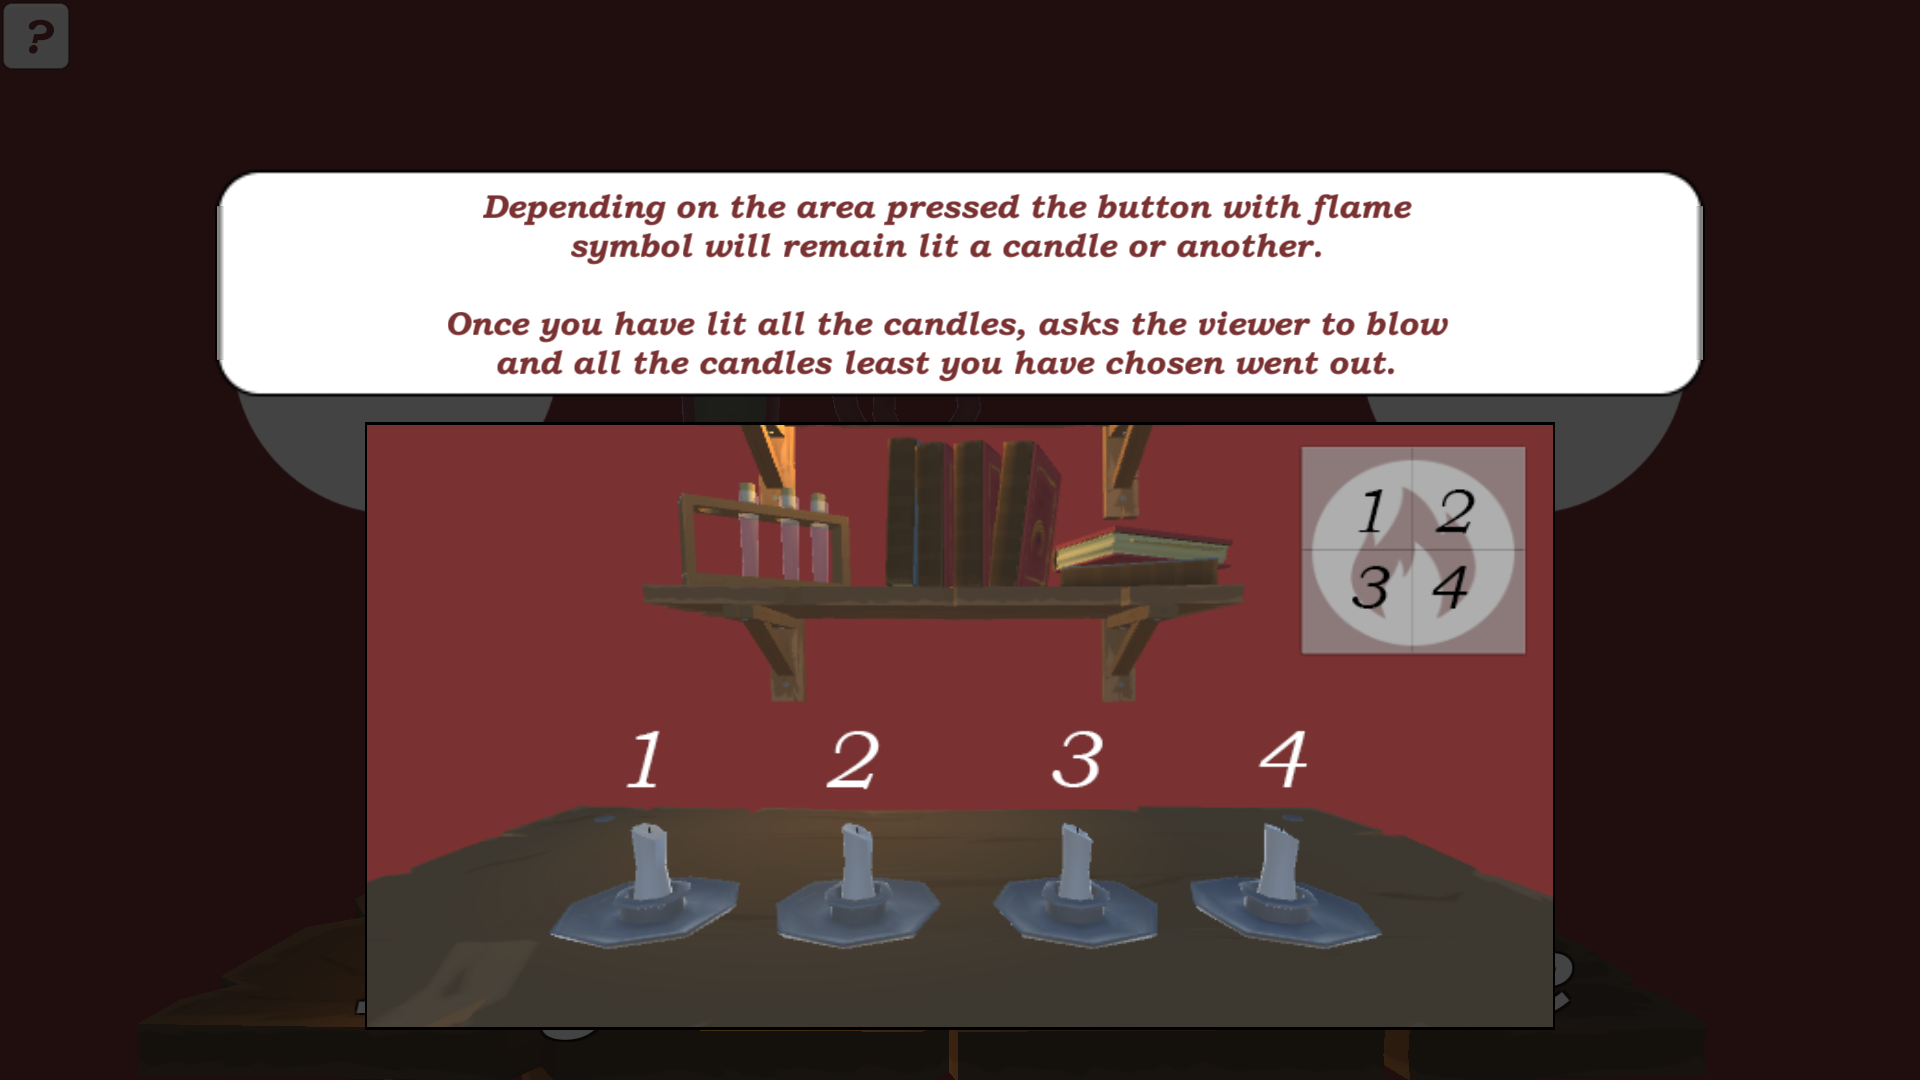 ?
Depending on the area pressed the button with flame
symbol will remain lit a candle or another.
Once you have lit all the candles, asks the viewer to blow
and all the candles least you have chosen went out.
1 2
3 4
1 2 3 4